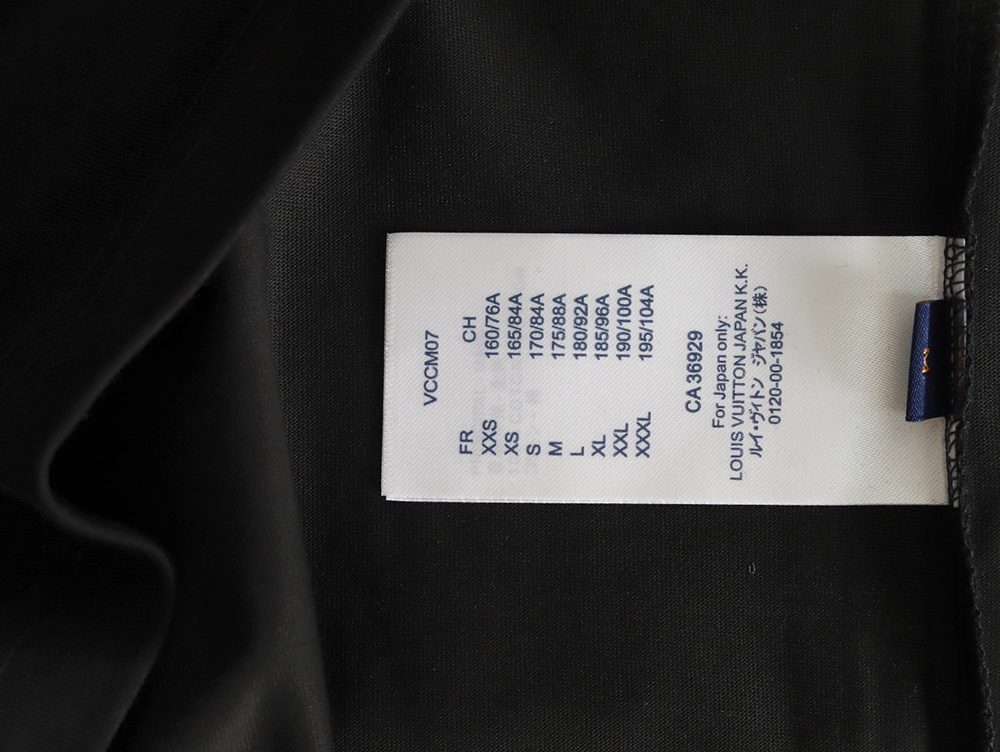 VCCM07
FR CH
XXS 160/76A
XS 165/84A
S 170/84A
M 175/88A
L 180/92A
XL 185/96A
XXL 190/100A
XXXL 195/104A
CA 36929
For Japan only:
LOUIS VUITTON JAPAN K.K.
ルイ・ヴィトン ジャパン(株)
0120-00-1854